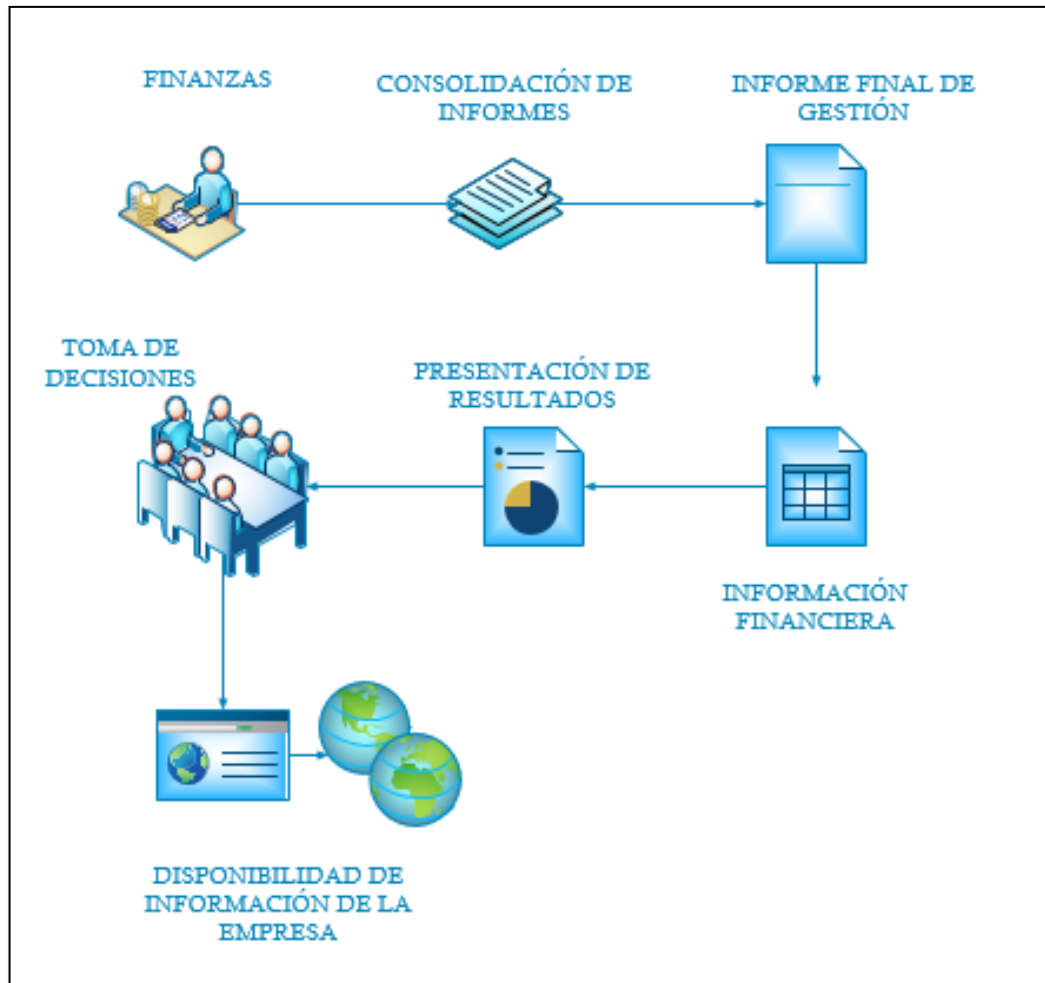 FINANZAS
CONSOLIDACIÓN DE
INFORMES
INFORME FINAL DE
GESTIÓN
TOMA DE
DECISIONES
PRESENTACIÓN DE
RESULTADOS
INFORMACIÓN
FINANCIERA
DISPONIBILIDAD DE
INFORMACIÓN DE LA
EMPRESA